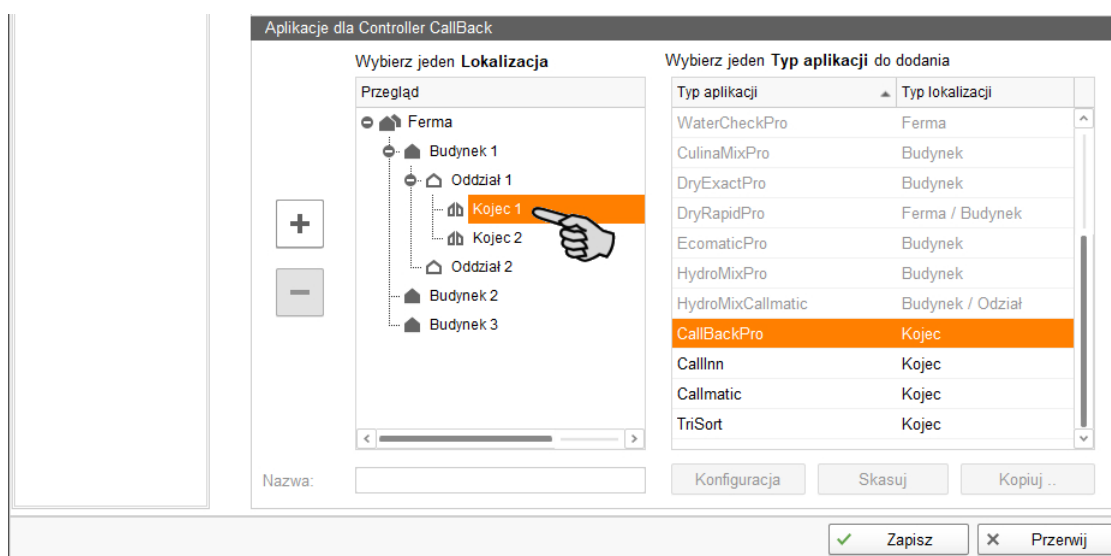 Aplikacje dla Controller CallBack
Wybierz jeden Lokalizacja
Wybierz jeden Typ aplikacji do dodania
Przegląd
Typ aplikacji Typ lokalizacji
Ferma
Budynek 1
Oddział 1
Kojec 1
Kojec 2
Oddział 2
Budynek 2
Budynek 3
WaterCheckPro Ferma
CulinaMixPro Budynek
DryExactPro Budynek
DryRapidPro Ferma / Budynek
EcomaticPro Budynek
HydroMixPro Budynek
HydroMixCallmatic Budynek / Odział
CallBackPro Kojec
CallInn Kojec
Callmatic Kojec
TriSort Kojec
Nazwa:
Konfiguracja Skasuj Kopiuj ..
Zapisz Przerwij